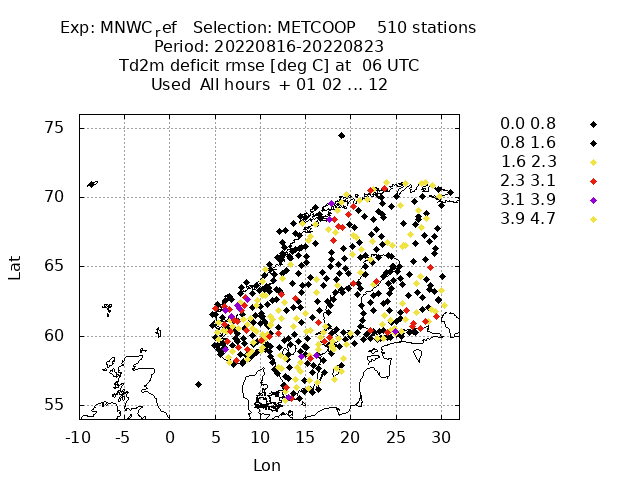 Exp: MNWCref   Selection: METCOOP    510 stations
Period: 20220816-20220823
Td2m deficit rmse [deg C] at  06 UTC
Used  All hours  + 01 02 ... 12
0.0 0.8
0.8 1.6
1.6 2.3
2.3 3.1
3.1 3.9
3.9 4.7
75
70
65
60
55
Lat
-10 -5 0 5 10 15 20 25 30
Lon